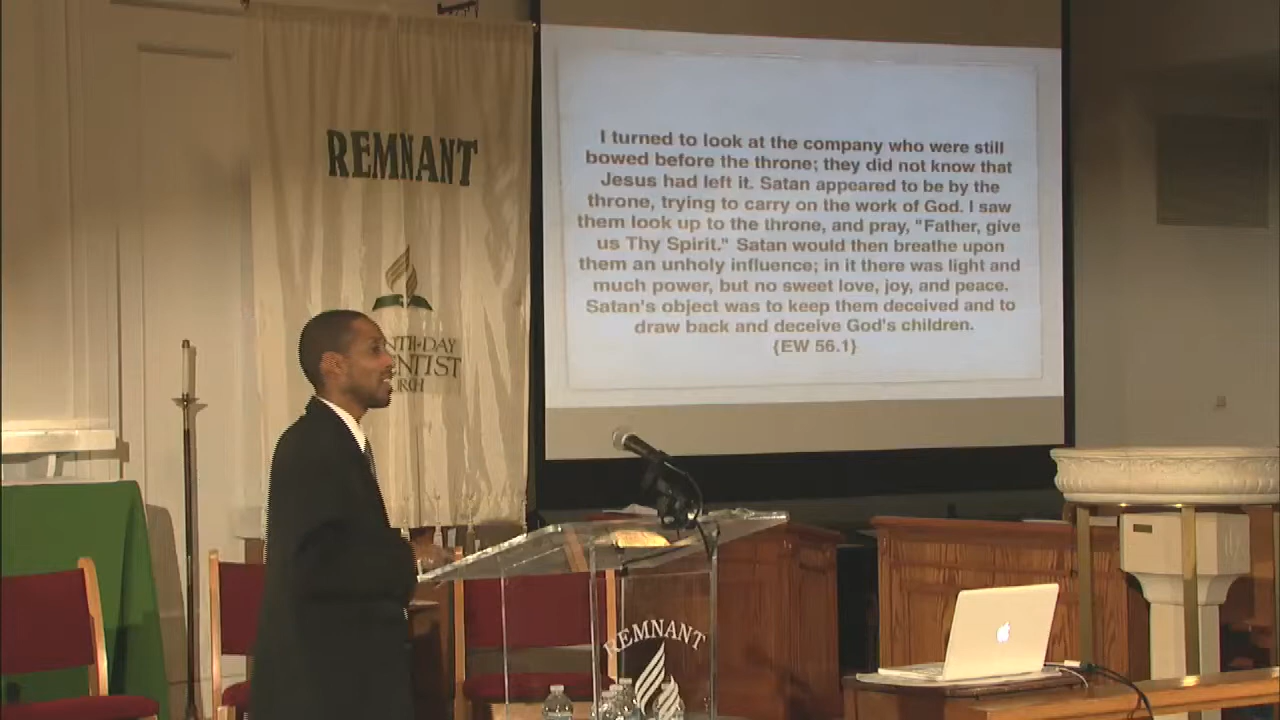 REMNANT
NTH-DAY
ENTIST
RCH
I turned to look at the company who were still
bowed before the throne; they did not know that
Jesus had left it. Satan appeared to be by the
throne, trying to carry on the work of God. I saw
them look up to the throne, and pray, "Father, give
us Thy Spirit." Satan would then breathe upon
them an unholy influence; in it there was light and
much power, but no sweet love, joy, and peace.
Satan's object was to keep them deceived and to
draw back and deceive God's children.
{EW 56.1}
REMNANT